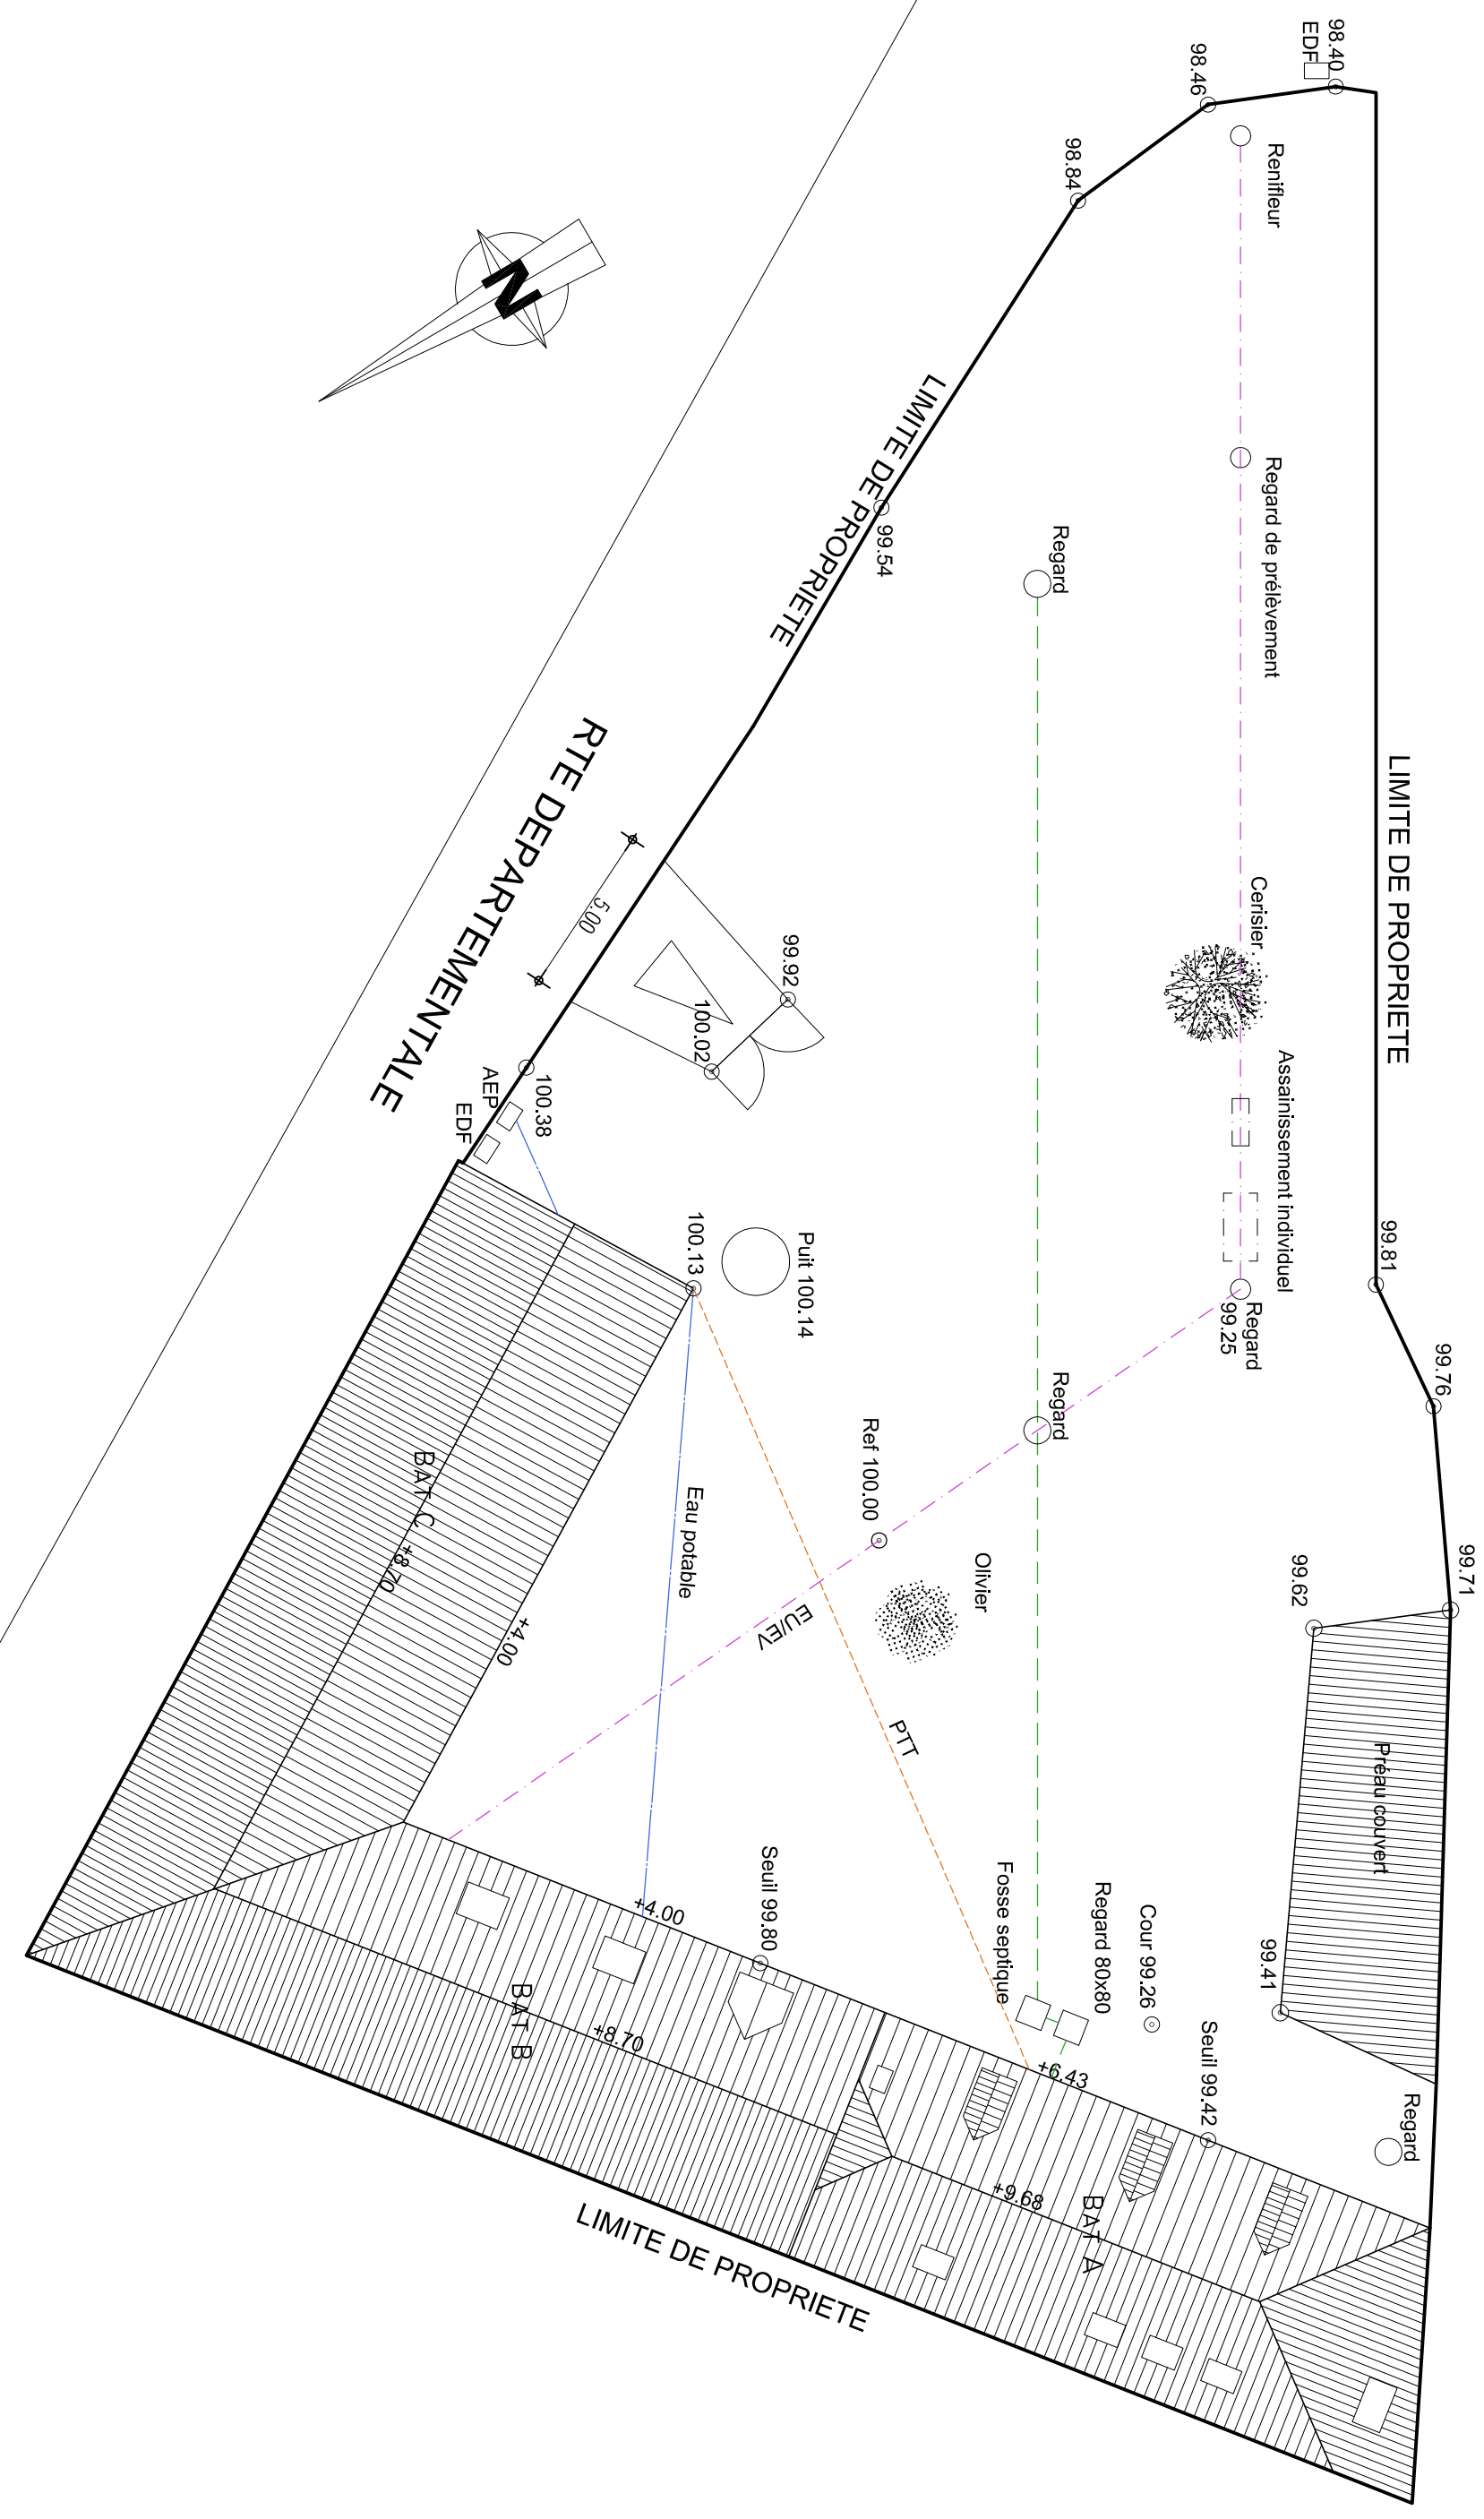 98.40
EDF
98.46
98.84
Renifleur
N
LIMITE DE PROPRIETE
99.54
Regard
Regard de prélèvement
LIMITE DE PROPRIETE
RTE DEPARTEMENTALE
5.00
99.92
100.02
Cerisier
Assainissement individuel
100.38
AEP
EDF
100.13
Puit 100.14
99.81
Regard
99.25
99.76
Regard
Ref 100.00
BAT C
+8.70
+4.00
Eau potable
Olivier
EU/EV
99.71
99.62
PTT
Préau couvert
Seuil 99.80
+4.00
Fosse septique
Regard 80x80
Cour 99.26
99.41
BAT B
+8.70
+6.43
Seuil 99.42
Regard
+9.68
BAT A
LIMITE DE PROPRIETE